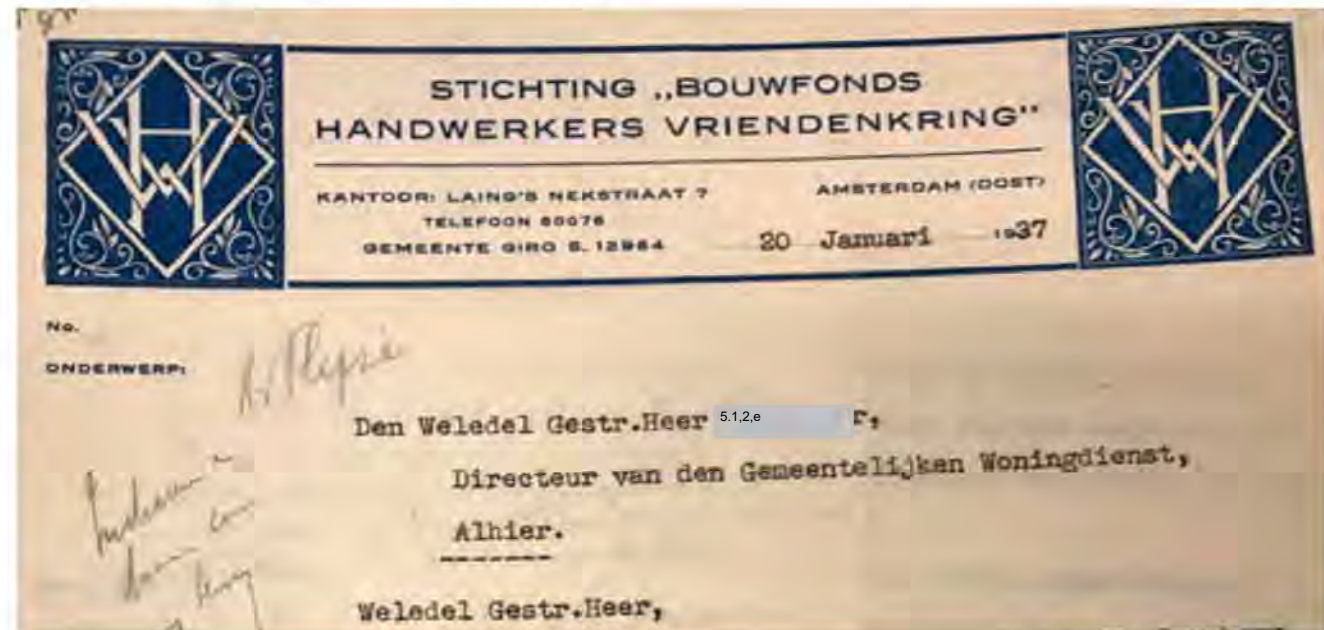 STICHTING „BOUWFONDS
HANDWERKERS VRIENDENKRING"
KANTOOR: LAING'S NEKSTRAAT 7
AMSTERDAM (OOST)
TELEFOON 50076
GEMEENTE GIRO S. 12984
20 Januari 1937
No.
ONDERWERP:
Den Weledel Gestr.Heer 5.1,2,e r,
Directeur van den Gemeentelijken Woningdienst,
Alhier.
Weledel Gestr.Heer,